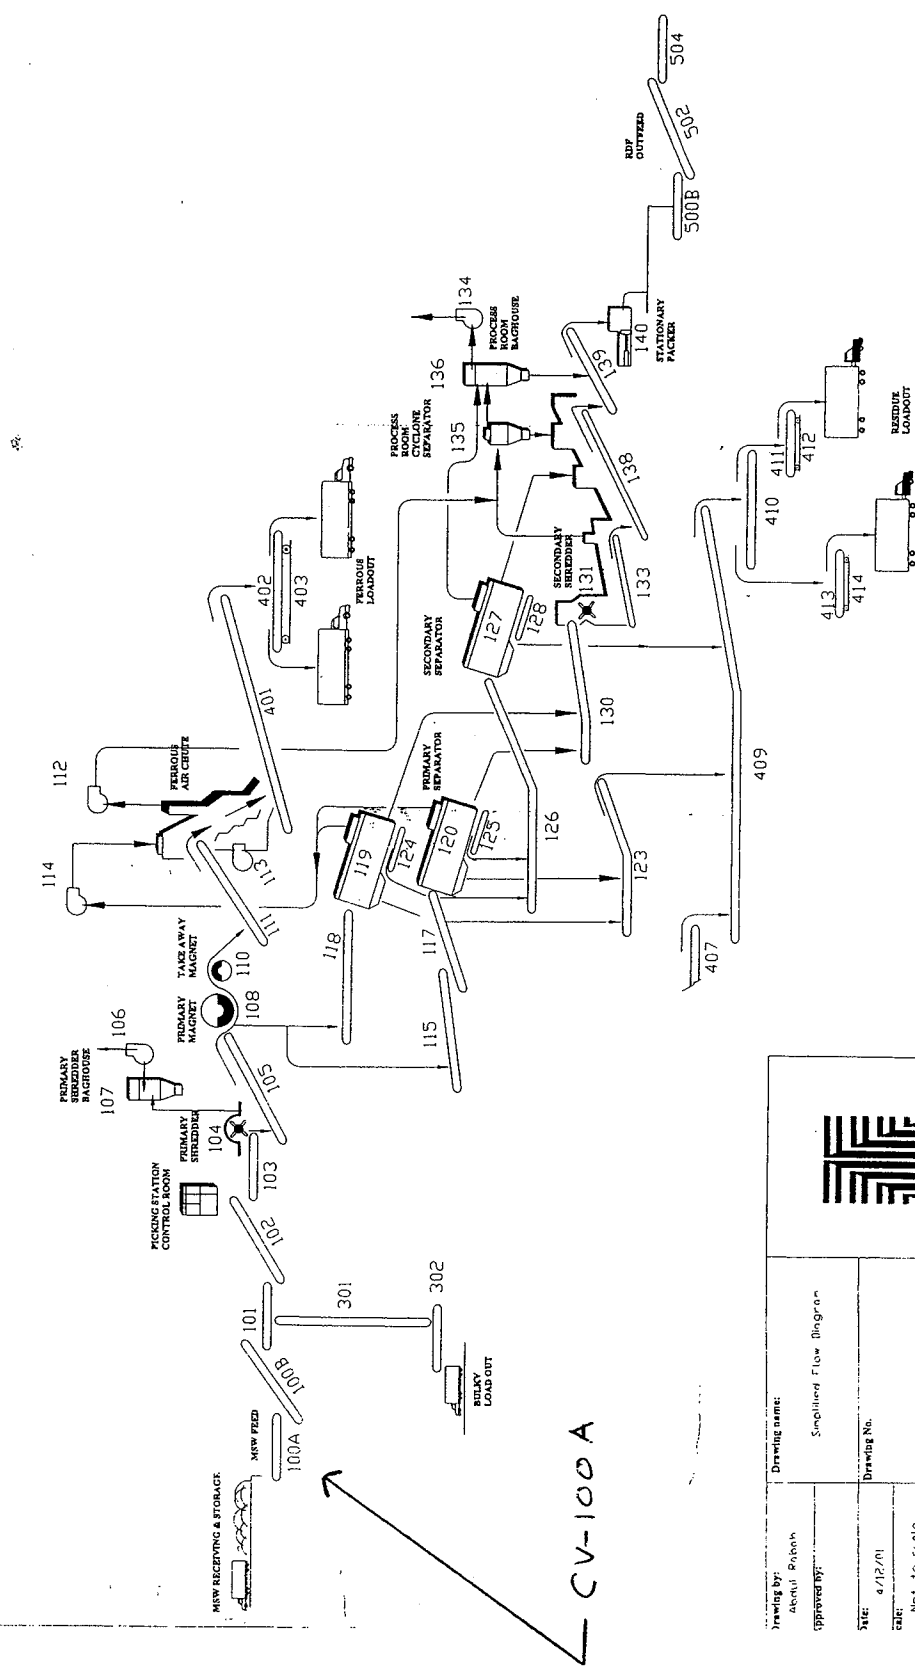 MSW RECEIVING & STORAGE
MSW FEED
100A
100B
101
301
302
BULKY
LOAD OUT
102
PICKING STATION
CONTROL ROOM
103
PRIMARY
SHREDDER
104
PRIMARY
SHREDDER
BAGHOUSE
107
106
105
PRIMARY
MAGNET
108
TAKE AWAY
MAGNET
110
111
113
114
112
FERROUS
AIR CHUTE
401
402
403
FERROUS
LOADOUT
115
117
118
119
124
120
125
PRIMARY
SEPARATOR
126
123
SECONDARY
SEPARATOR
127
128
130
SECONDARY
SHREDDER
131
133
PROCESS
ROOM
CYCLONE
SEPARATOR
135
136
134
PROCESS
ROOM
BAGHOUSE
138
139
140
STATIONARY
PACKER
RDF
OUTFEED
500B
502
504
407
409
410
411
412
413
414
RESIDUE
LOADOUT
CV-100A
Drawing by:
Abdul Rabah
Drawing name:
Simplified Flow Diagram
Drawing No.
4/12/01
Not to scale